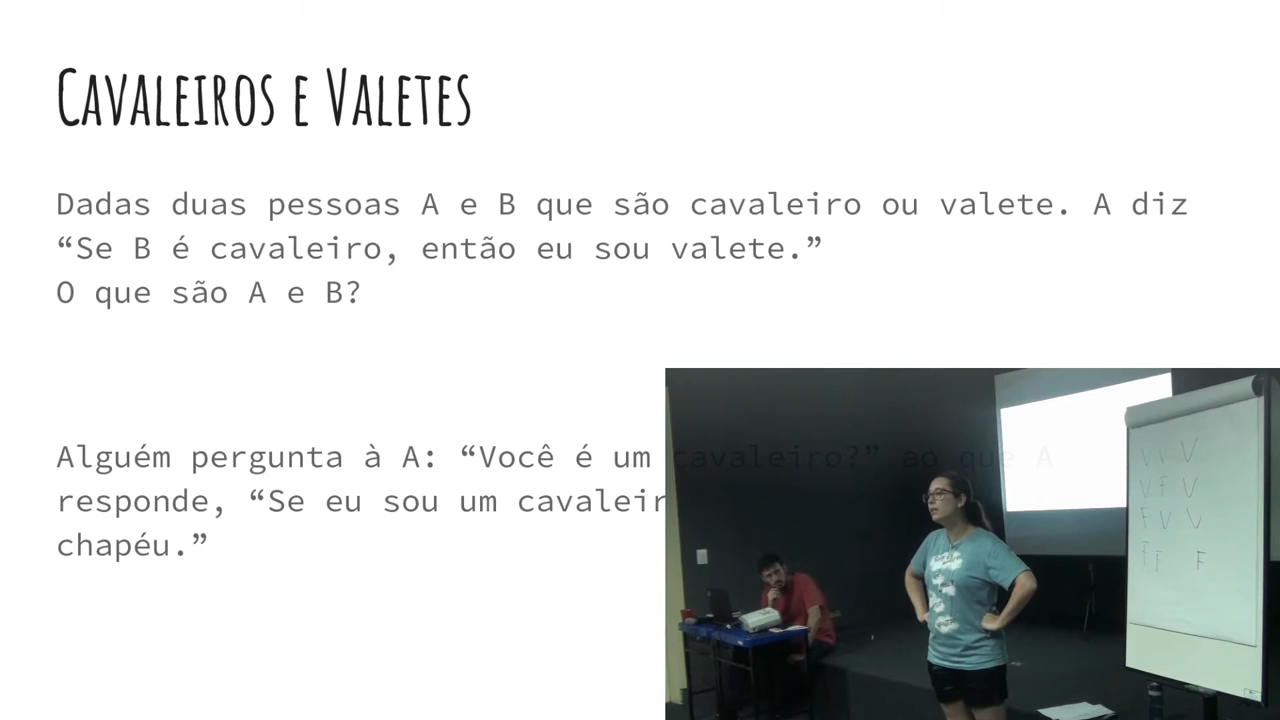 CAVALEIROS E VALETES
Dadas duas pessoas A e B que são cavaleiro ou valete. A diz
“Se B é cavaleiro, então eu sou valete.”
O que são A e B?
Alguém pergunta à A: “Você é um cavaleiro?” ao que A
responde, “Se eu sou um
chapéu.”
V V V
V F V
F V V
F F F